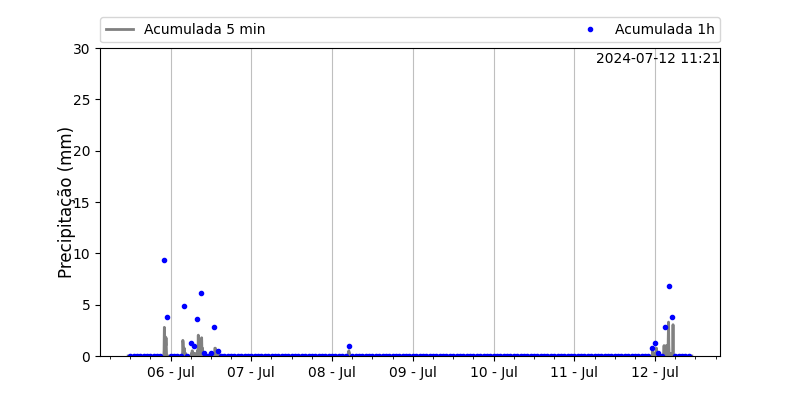 Acumulada 5 min
Acumulada 1h
2024-07-12 11:21
Precipitação (mm)
30
25
20
15
10
5
0
06 - Jul
07 - Jul
08 - Jul
09 - Jul
10 - Jul
11 - Jul
12 - Jul